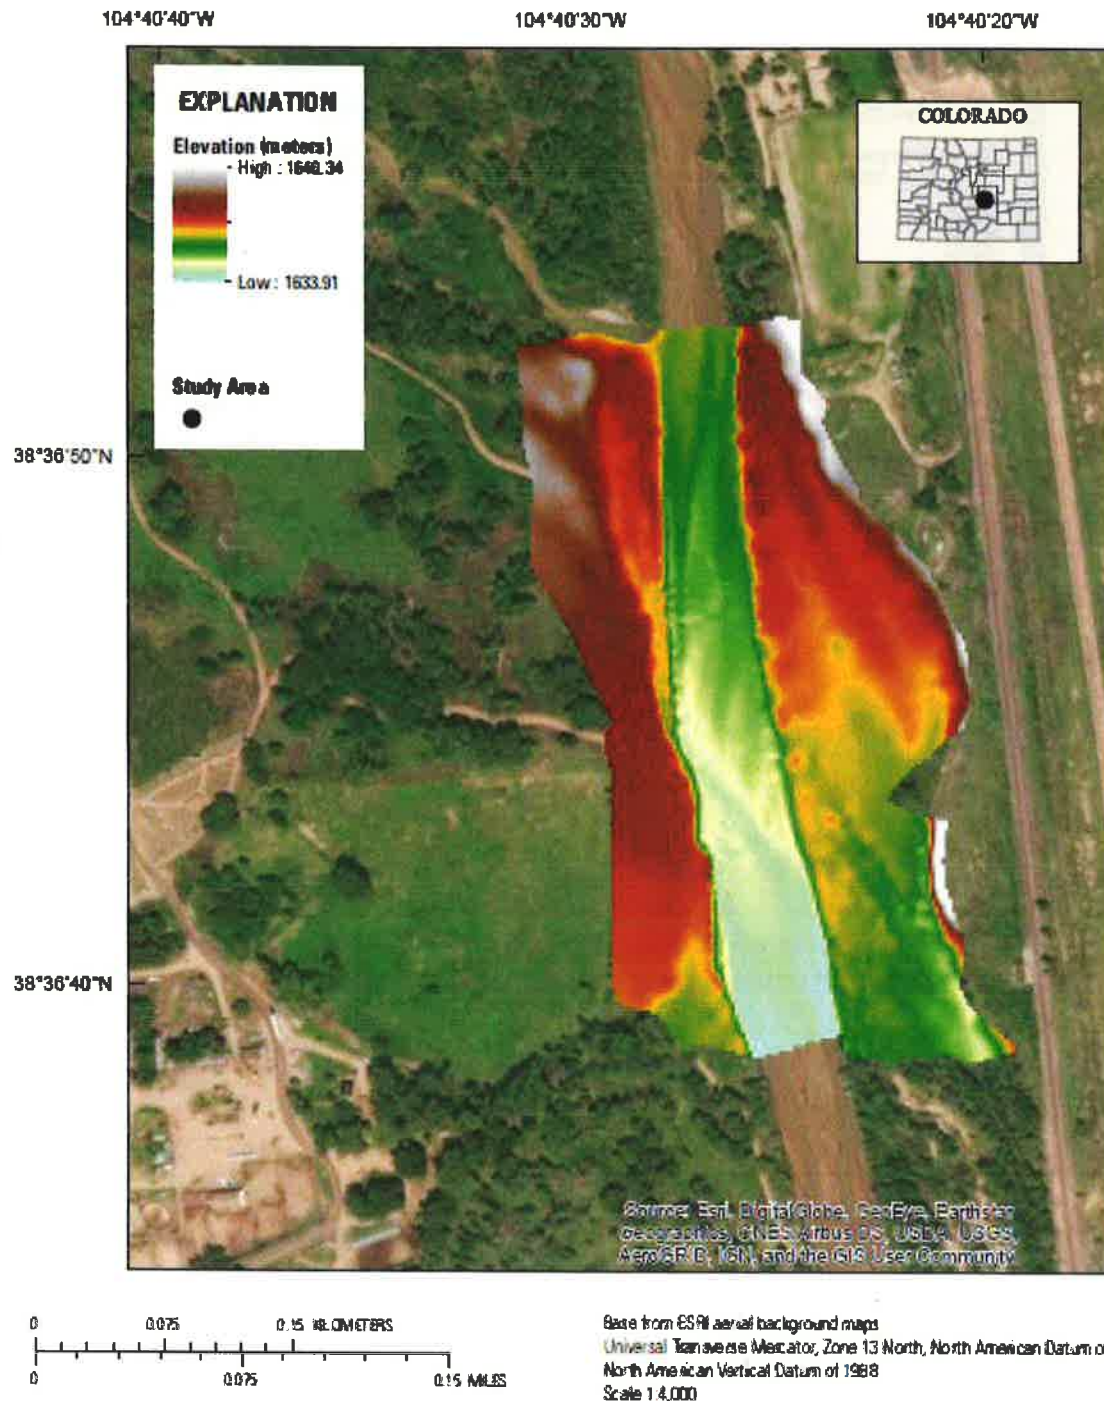 104°40'40"W 104°40'30"W 104°40'20"W
EXPLANATION
Elevation (meters)
High : 1640.34
Low : 1633.91
Study Area
COLORADO
38°36'50"N
38°36'40"N
Source: Esri, DigitalGlobe, GeoEye, Earthstar
Geographics, CNES/Airbus DS, USDA, USGS,
AeroGRID, IGN, and the GIS User Community
0 0.075 0.15 KILOMETERS
0 0.075 0.15 MILES
Base from ESRI aerial background maps
Universal Transverse Mercator, Zone 13 North, North American Datum o
North American Vertical Datum of 1988
Scale 1:4,000